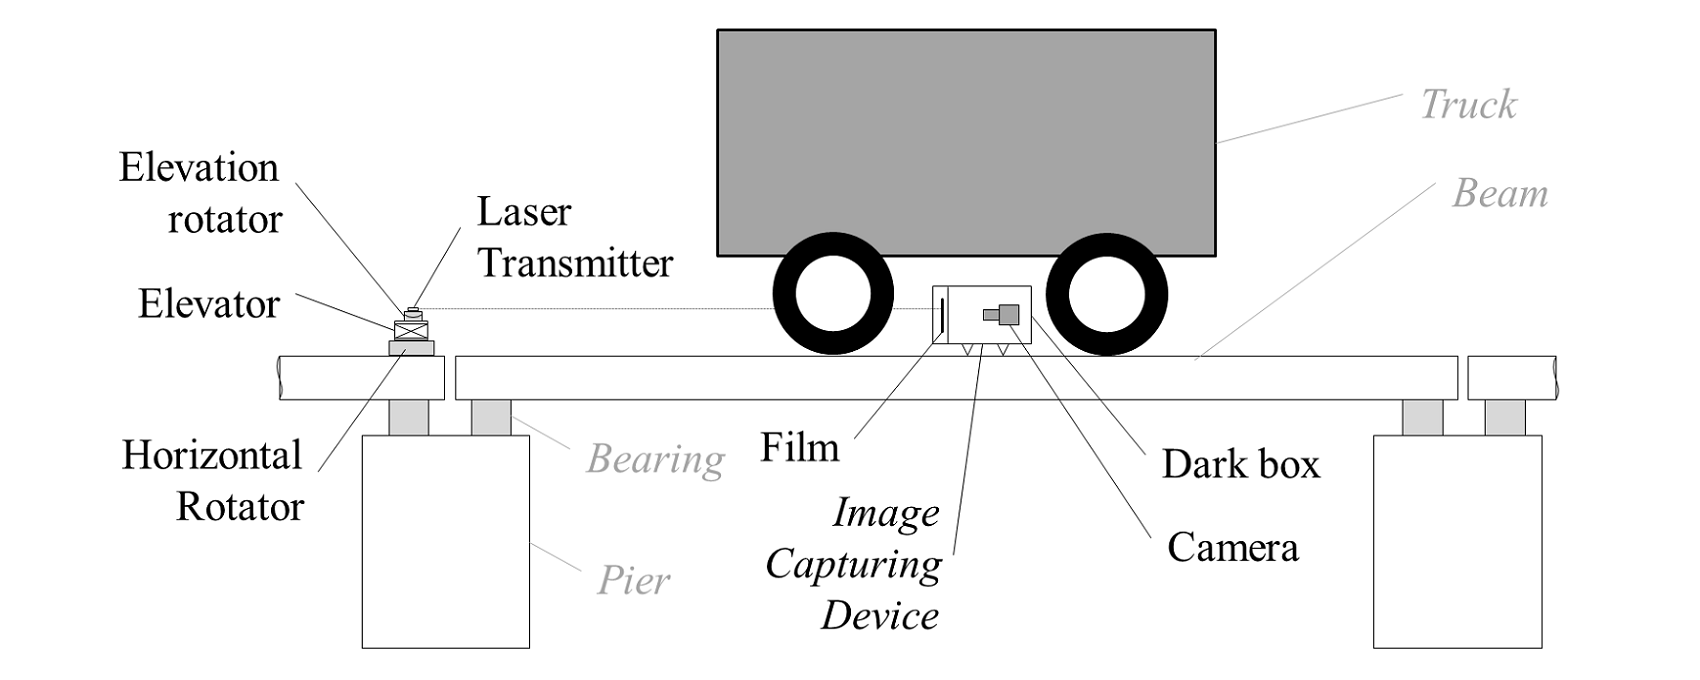 Truck
Elevation
rotator
Beam
Laser
Transmitter
Elevator
Horizontal
Rotator
Bearing
Film
Dark box
Image
Capturing
Device
Camera
Pier